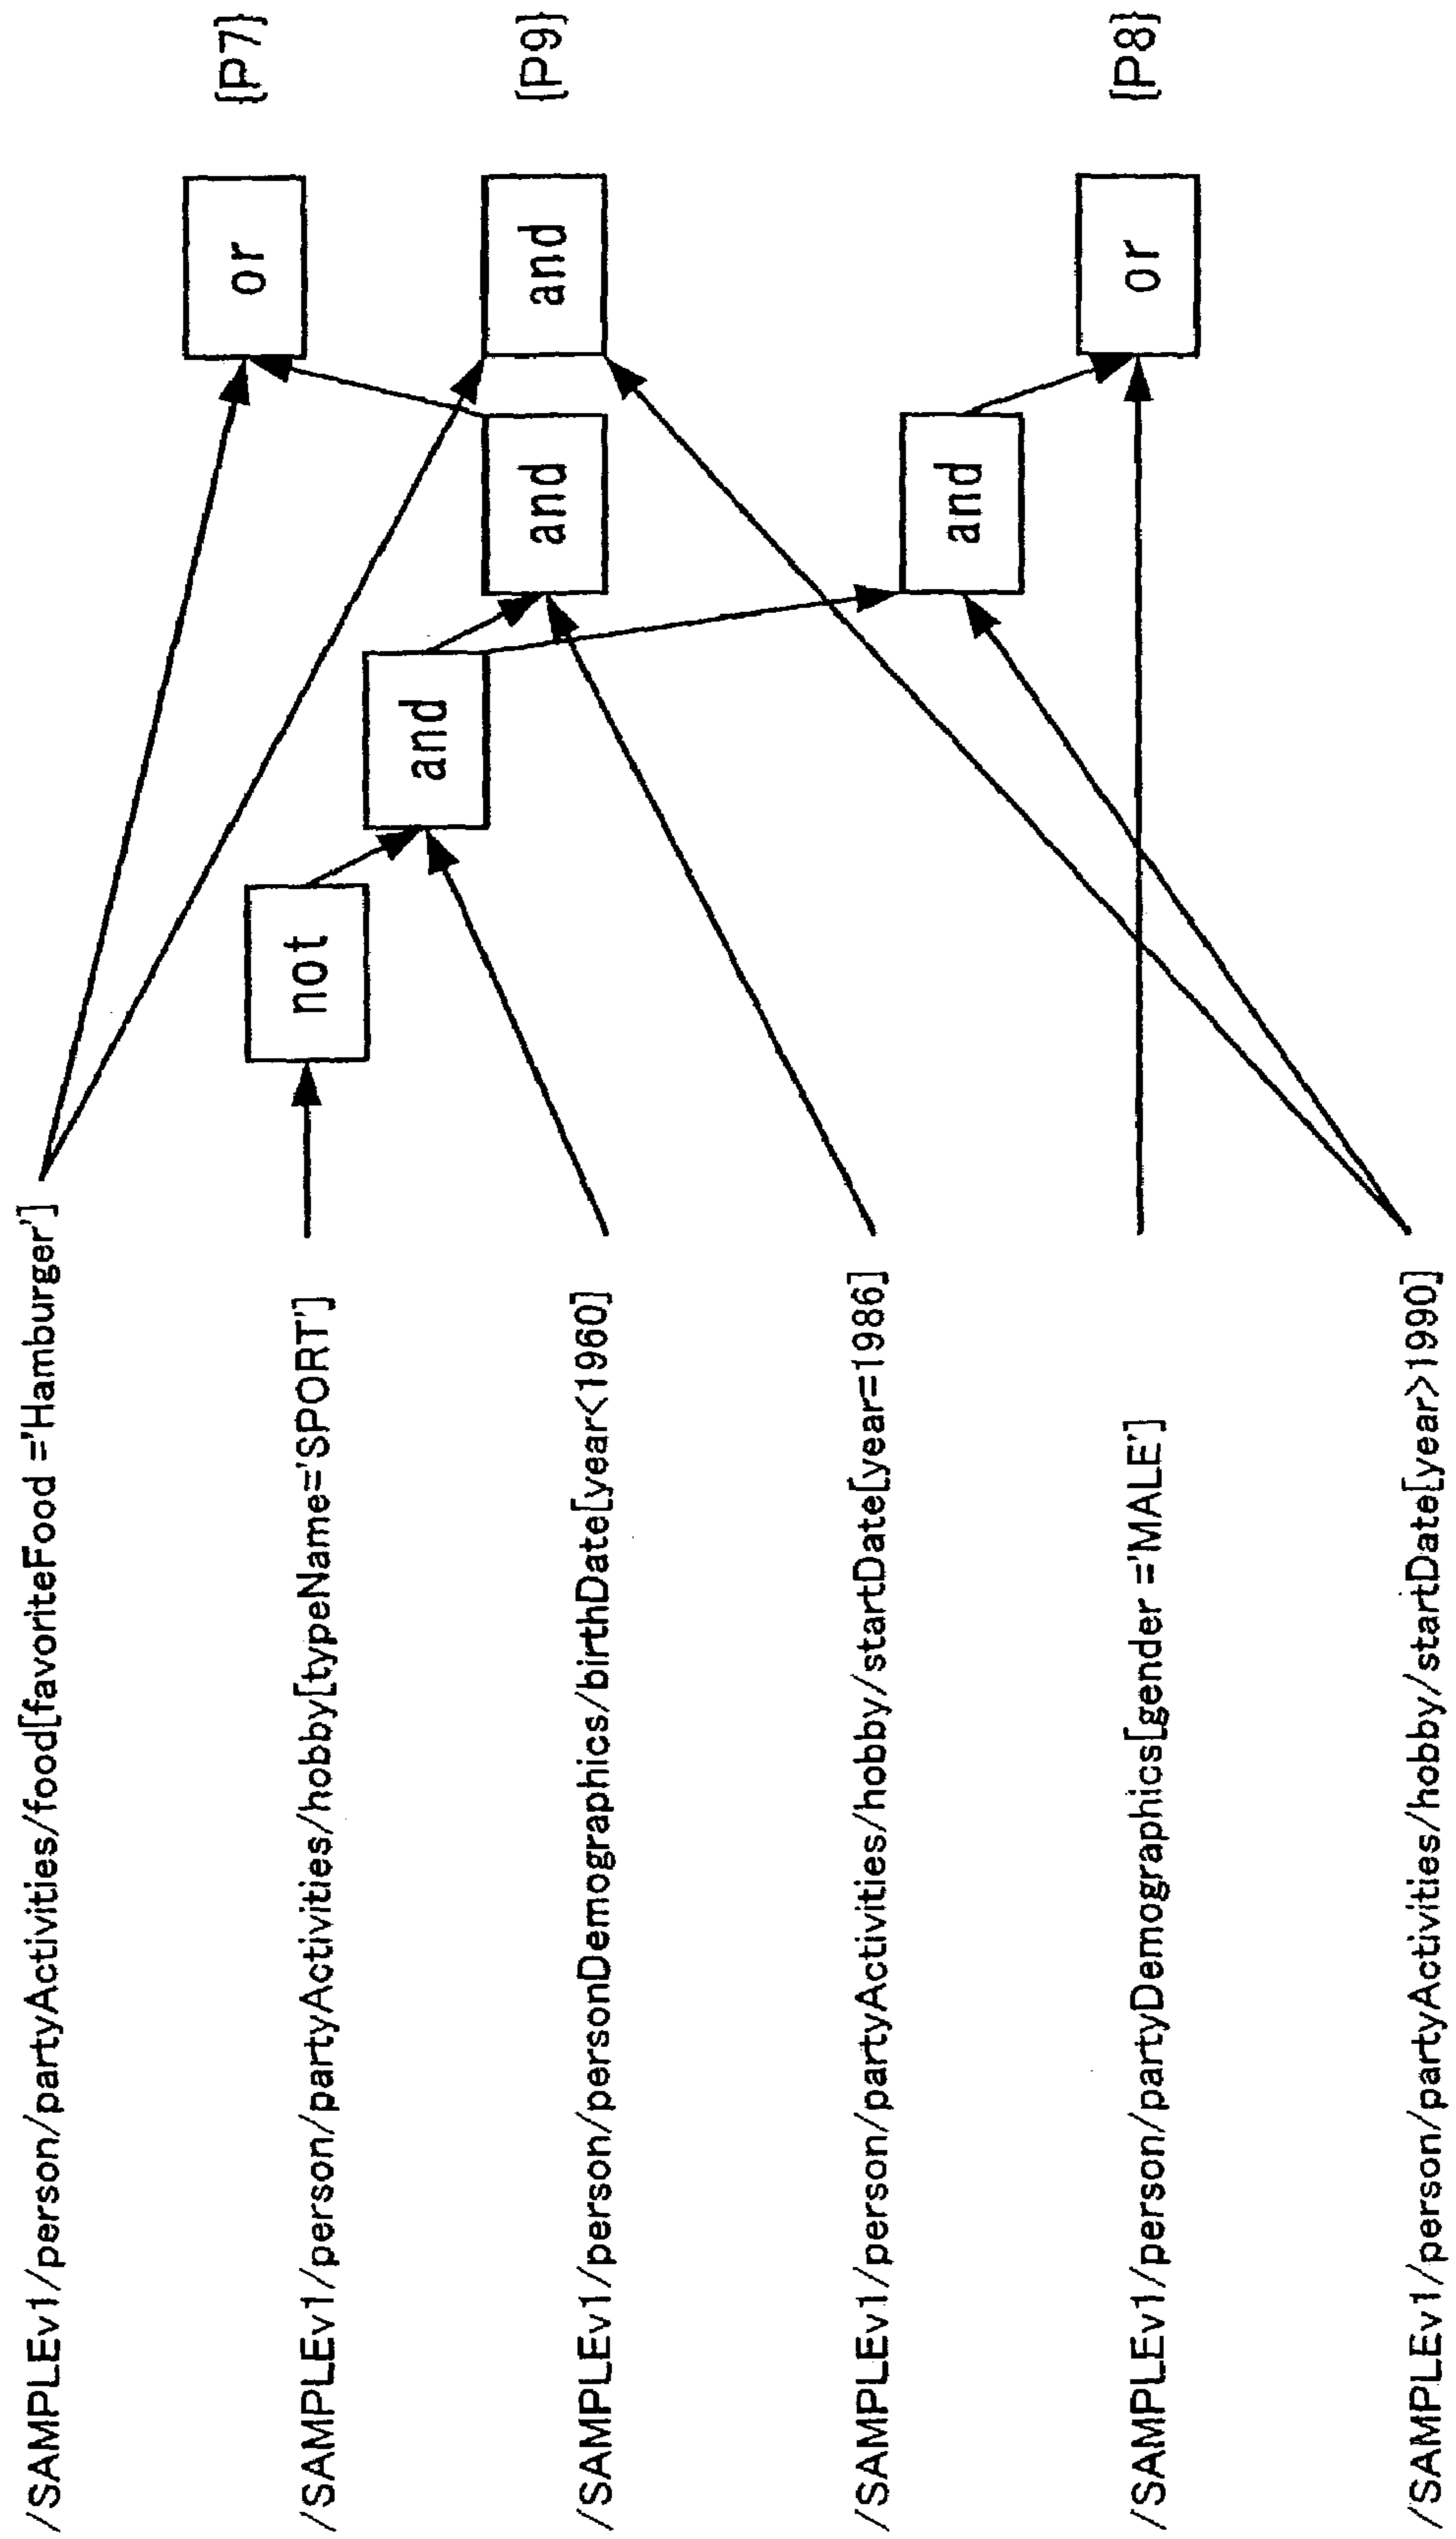 /SAMPLEv1/person/partyActivities/food[favoriteFood ='Hamburger']
/SAMPLEv1/person/partyActivities/hobby[typeName='SPORT']
/SAMPLEv1/person/personDemographics/birthDate[year<1960]
/SAMPLEv1/person/partyActivities/hobby/startDate[year=1986]
/SAMPLEv1/person/partyDemographics[gender ='MALE']
/SAMPLEv1/person/partyActivities/hobby/startDate[year>1990]
not
and
and
and
or
and
or
{P7}
{P9}
{P8}